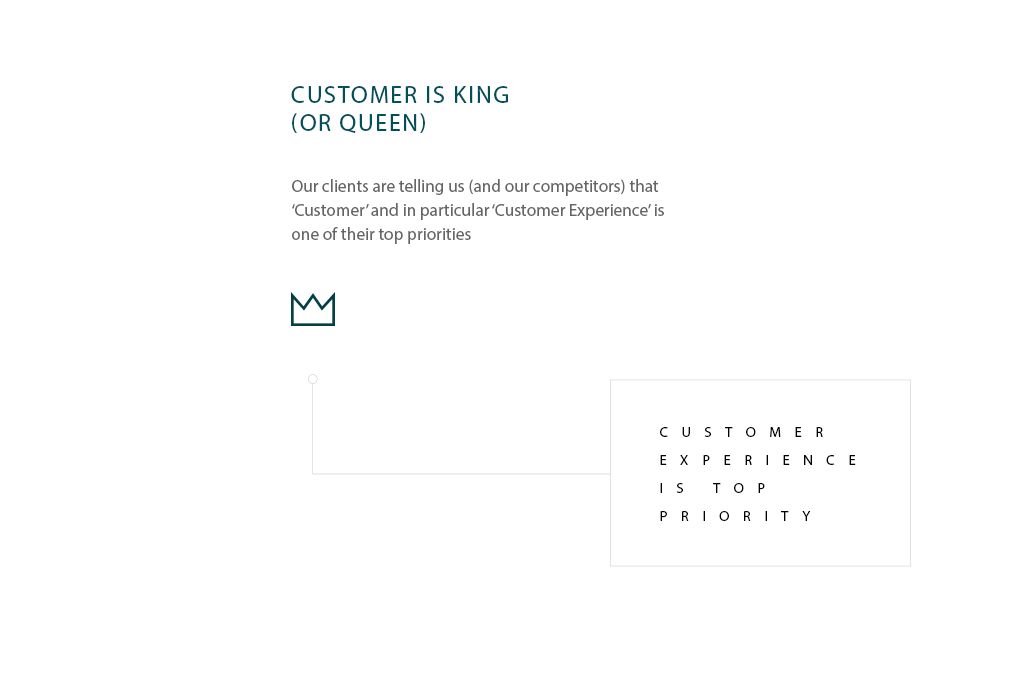 CUSTOMER IS KING
(OR QUEEN)
Our clients are telling us (and our competitors) that
‘Customer’ and in particular ‘Customer Experience’ is
one of their top priorities
CUSTOMER
EXPERIENCE
IS TOP
PRIORITY